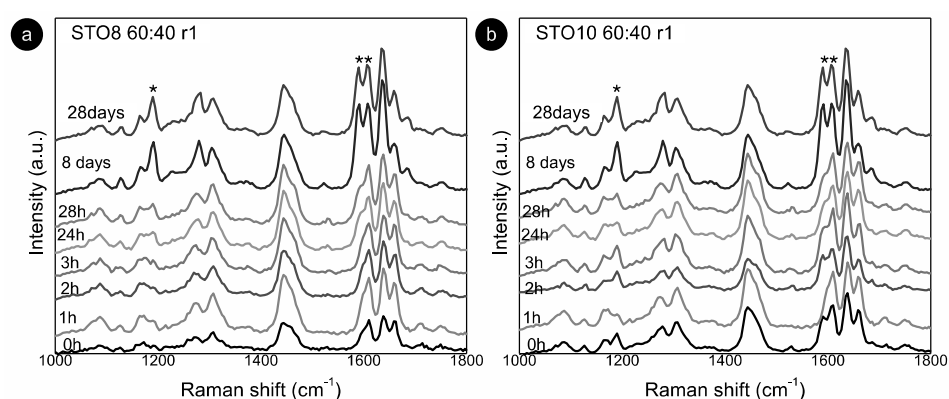 a
STO8 60:40 r1
*
**
28days
8 days
28h
24h
3h
2h
1h
0h
1000 1200 1400 1600 1800
Raman shift (cm⁻¹)
Intensity (a.u.)
b
STO10 60:40 r1
*
**
28days
8 days
28h
24h
3h
2h
1h
0h
1000 1200 1400 1600 1800
Raman shift (cm⁻¹)
Intensity (a.u.)